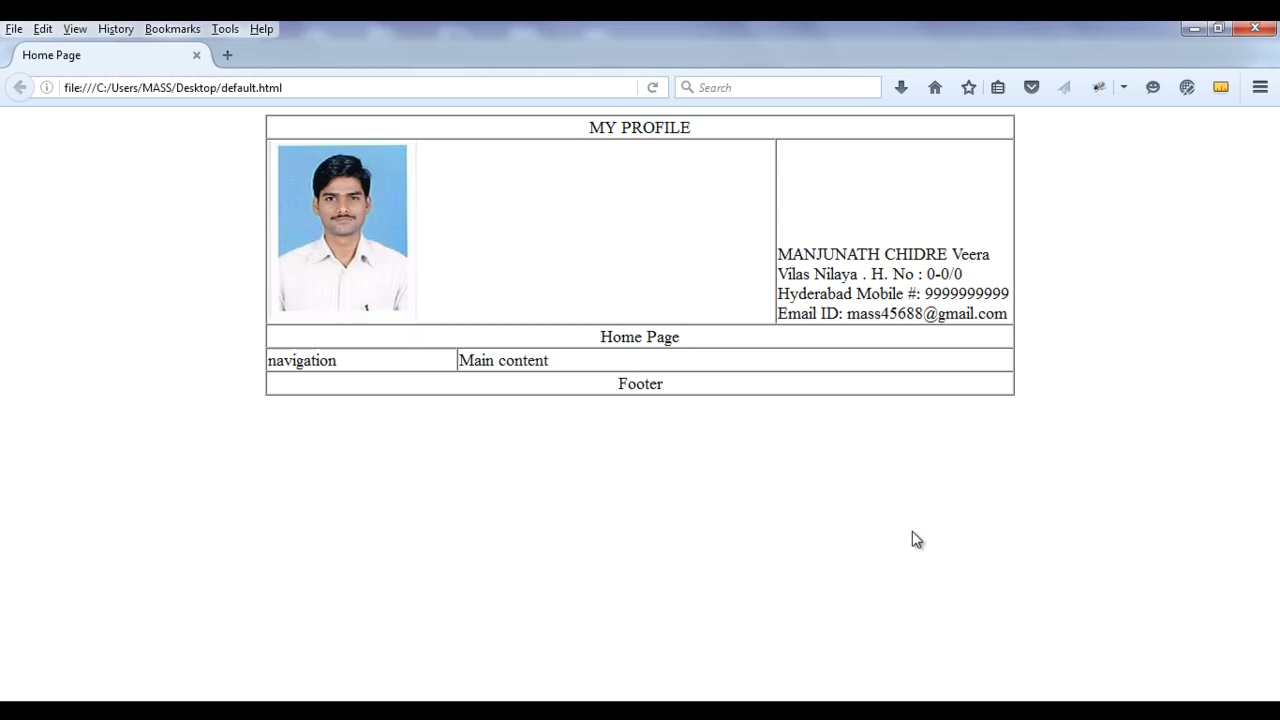 File Edit View History Bookmarks Tools Help
Home Page
file:///C:/Users/MASS/Desktop/default.html
Search
MY PROFILE
MANJUNATH CHIDRE Veera
Vilas Nilaya . H. No : 0-0/0
Hyderabad Mobile #: 9999999999
Email ID: mass45688@gmail.com
Home Page
navigation Main content
Footer